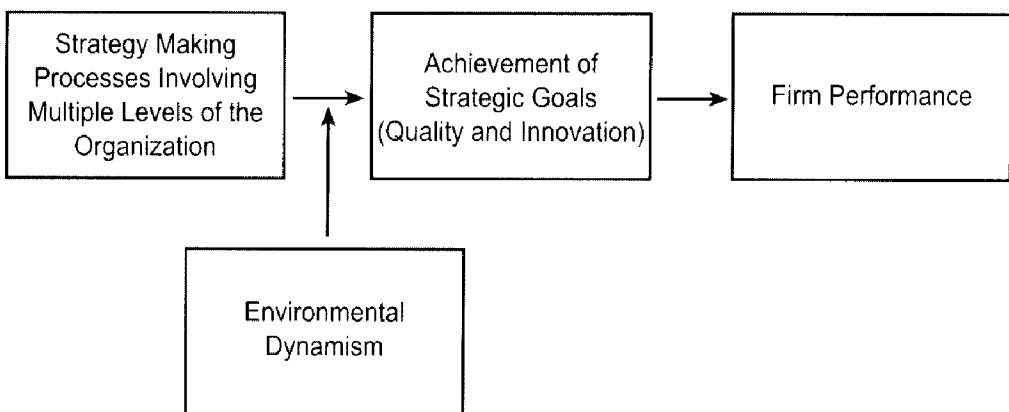 Strategy Making
Processes Involving
Multiple Levels of the
Organization
Achievement of
Strategic Goals
(Quality and Innovation)
Firm Performance
Environmental
Dynamism